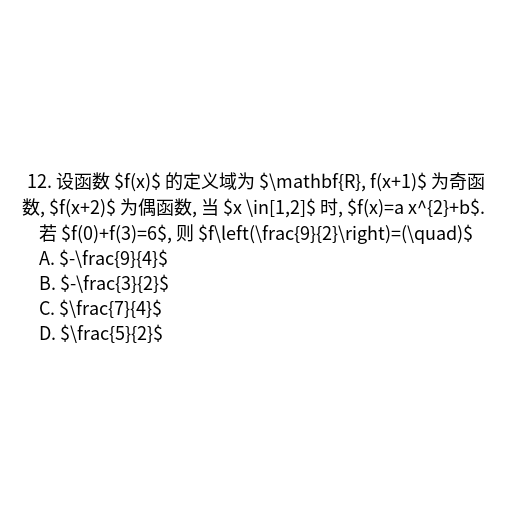 12. 设函数 $f(x)$ 的定义域为 $\mathbf{R}, f(x+1)$ 为奇函
数, $f(x+2)$ 为偶函数, 当 $x \in[1,2]$ 时, $f(x)=a x^{2}+b$.
若 $f(0)+f(3)=6$, 则 $f\left(\frac{9}{2}\right)=(\quad)$
A. $-\frac{9}{4}$
B. $-\frac{3}{2}$
C. $\frac{7}{4}$
D. $\frac{5}{2}$